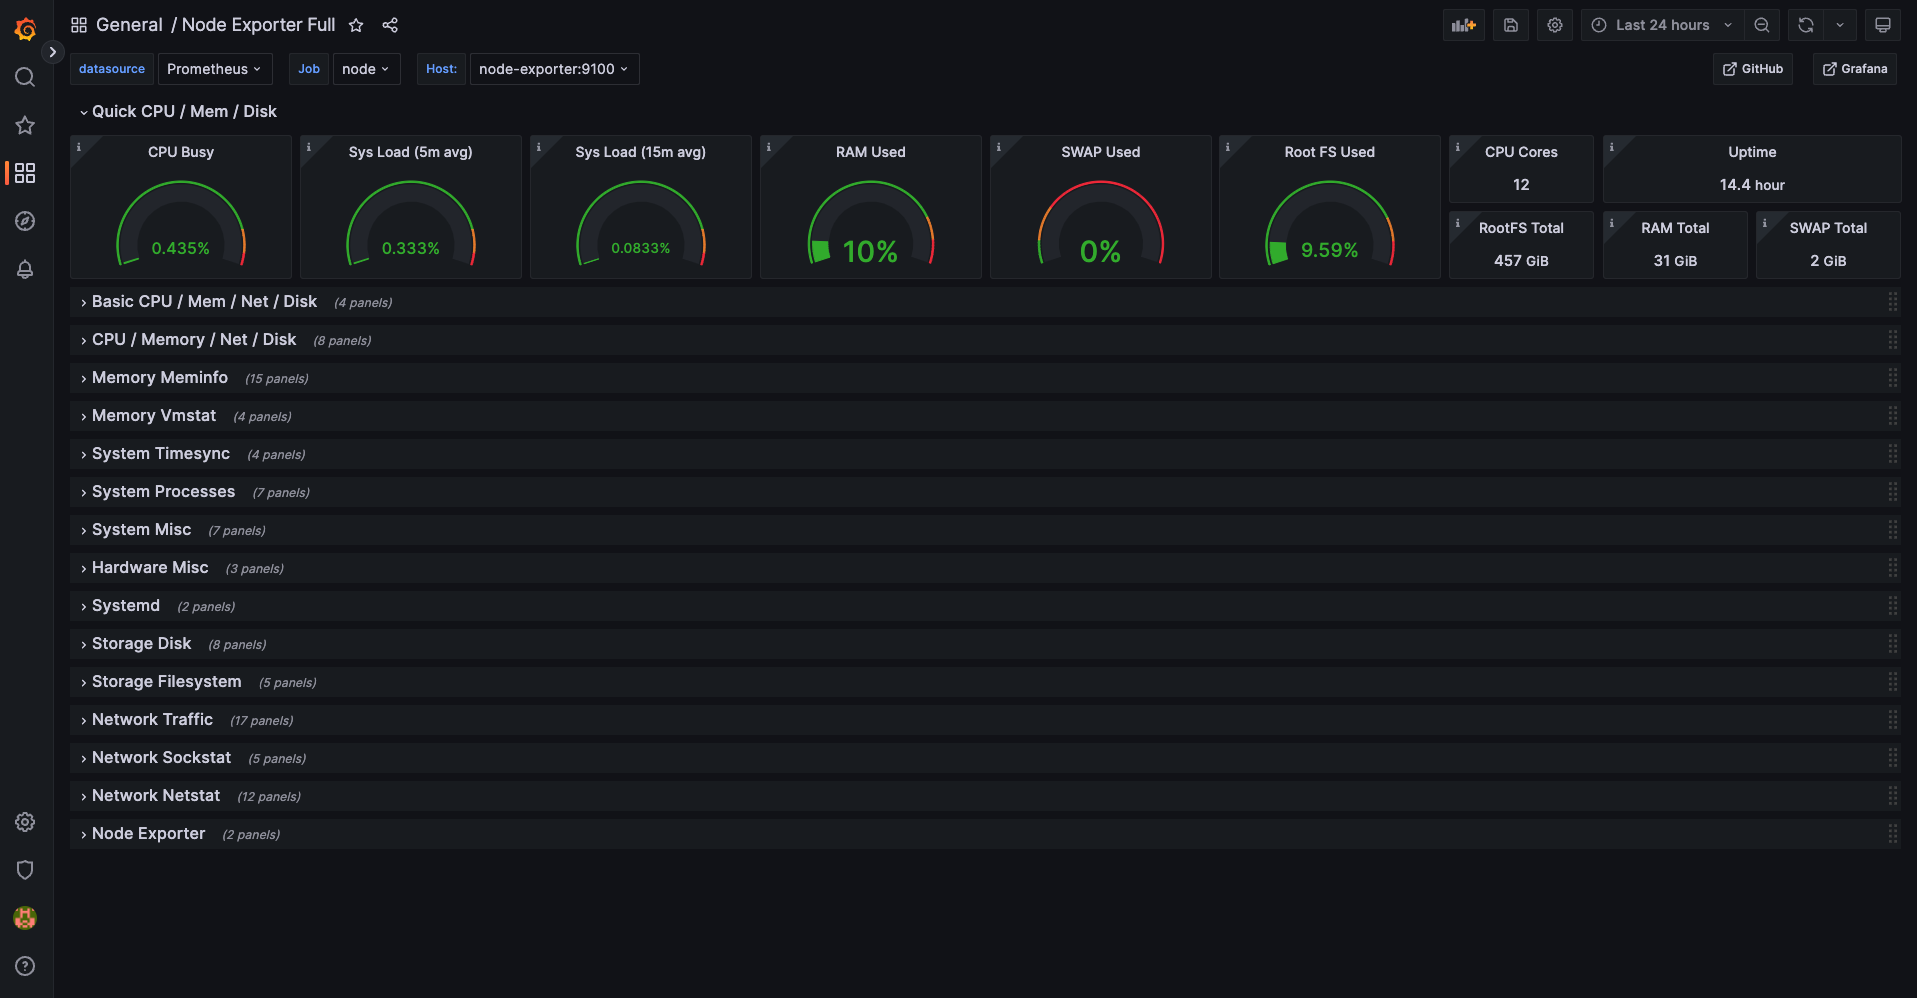 General / Node Exporter Full
Last 24 hours
datasource Prometheus Job node Host: node-exporter:9100
GitHub Grafana
Quick CPU / Mem / Disk
CPU Busy
0.435%
Sys Load (5m avg)
0.333%
Sys Load (15m avg)
0.0833%
RAM Used
10%
SWAP Used
0%
Root FS Used
9.59%
CPU Cores
12
Uptime
14.4 hour
RootFS Total
457 GiB
RAM Total
31 GiB
SWAP Total
2 GiB
Basic CPU / Mem / Net / Disk (4 panels)
CPU / Memory / Net / Disk (8 panels)
Memory Meminfo (15 panels)
Memory Vmstat (4 panels)
System Timesync (4 panels)
System Processes (7 panels)
System Misc (7 panels)
Hardware Misc (3 panels)
Systemd (2 panels)
Storage Disk (8 panels)
Storage Filesystem (5 panels)
Network Traffic (17 panels)
Network Sockstat (5 panels)
Network Netstat (12 panels)
Node Exporter (2 panels)